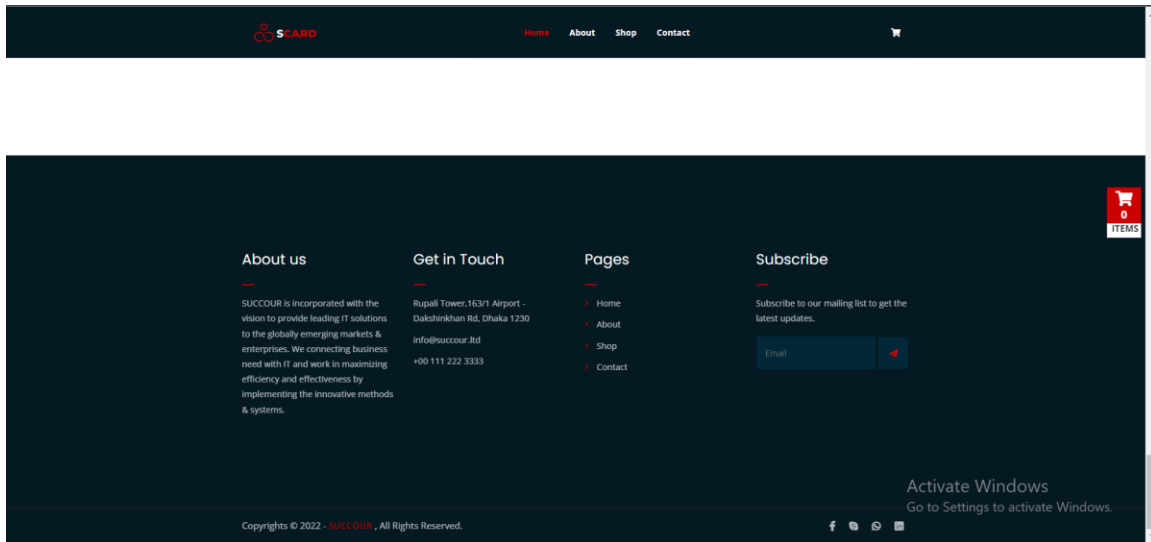 SCARD
Home About Shop Contact
0
ITEMS
About us
SUCCOUR is incorporated with the
vision to provide leading IT solutions
to the globally emerging markets &
enterprises. We connecting business
need with IT and work in maximizing
efficiency and effectiveness by
implementing the innovative methods
& systems.
Get in Touch
Rupali Tower,163/1 Airport -
Dakshinkhan Rd, Dhaka 1230
info@succour.ltd
+00 111 222 3333
Pages
Home
About
Shop
Contact
Subscribe
Subscribe to our mailing list to get the
latest updates.
Email
Activate Windows
Go to Settings to activate Windows.
Copyrights © 2022 - SUCCOUR , All Rights Reserved.